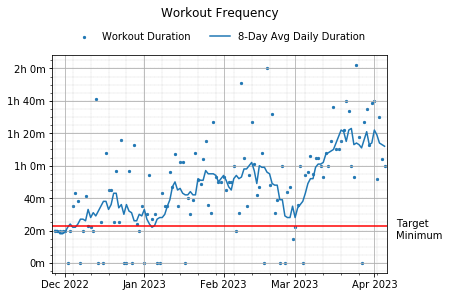 Workout Frequency
Workout Duration
8-Day Avg Daily Duration
2h 0m
1h 40m
1h 20m
1h 0m
40m
20m
0m
Target
Minimum
Dec 2022
Jan 2023
Feb 2023
Mar 2023
Apr 2023